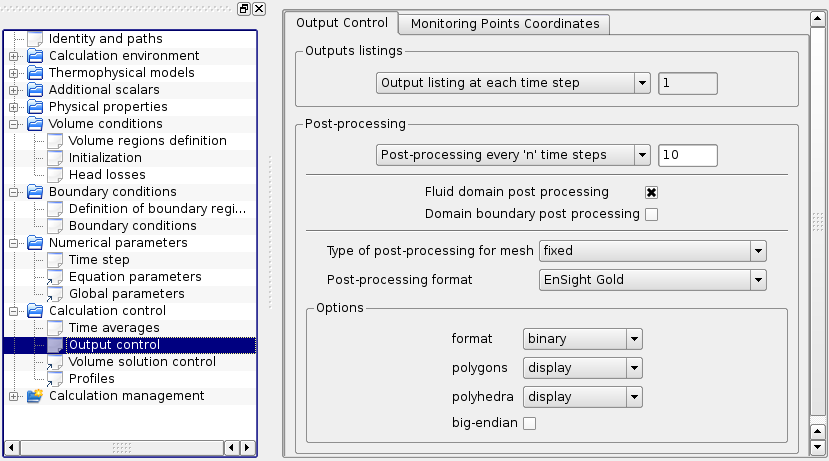 Identity and paths
Calculation environment
Thermophysical models
Additional scalars
Physical properties
Volume conditions
Volume regions definition
Initialization
Head losses
Boundary conditions
Definition of boundary regi...
Boundary conditions
Numerical parameters
Time step
Equation parameters
Global parameters
Calculation control
Time averages
Output control
Volume solution control
Profiles
Calculation management
Output Control Monitoring Points Coordinates
Outputs listings
Output listing at each time step 1
Post-processing
Post-processing every 'n' time steps 10
Fluid domain post processing
Domain boundary post processing
Type of post-processing for mesh fixed
Post-processing format EnSight Gold
Options
format binary
polygons display
polyhedra display
big-endian